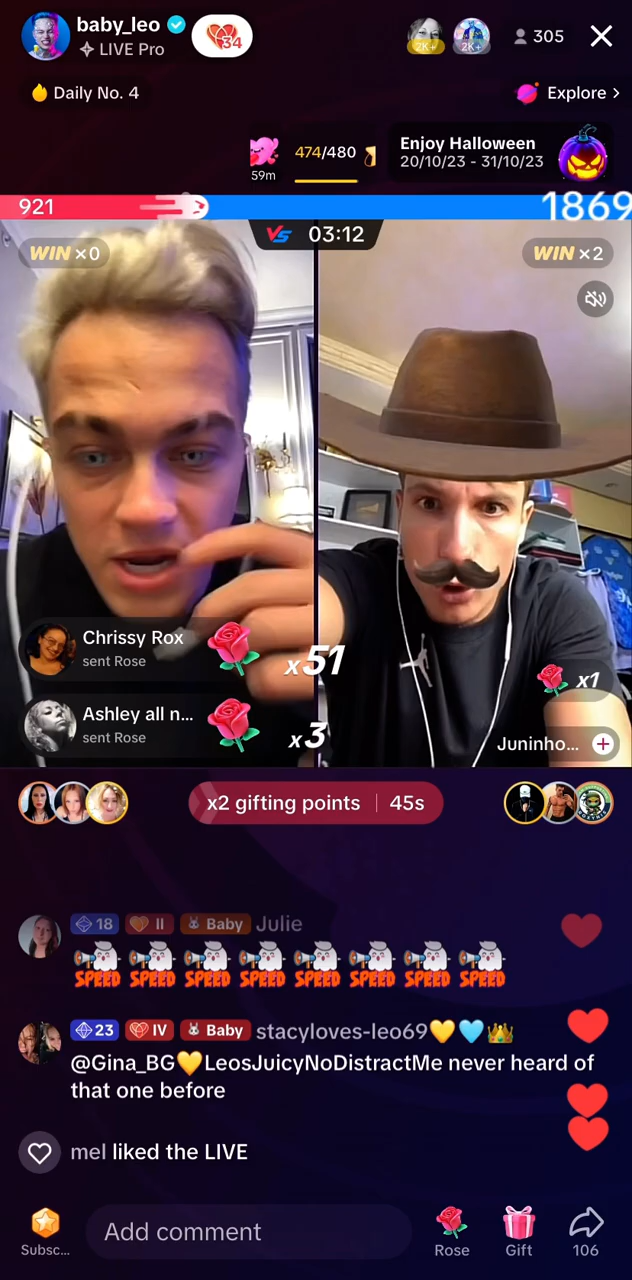 baby_leo
LIVE Pro
34
2K+
2K+
305
Daily No. 4
Explore >
59m
474/480
Enjoy Halloween
20/10/23 - 31/10/23
921
1869
VS 03:12
WIN ×0
WIN ×2
Chrissy Rox
sent Rose
x51
Ashley all n...
sent Rose
x3
x1
Juninho...
x2 gifting points | 45s
18 II Baby Julie
SPEED SPEED SPEED SPEED SPEED SPEED SPEED SPEED
23 IV Baby stacyloves-leo69💛🩵👑
@Gina_BG💛LeosJuicyNoDistractMe never heard of
that one before
mel liked the LIVE
Subsc...
Add comment
Rose
Gift
106